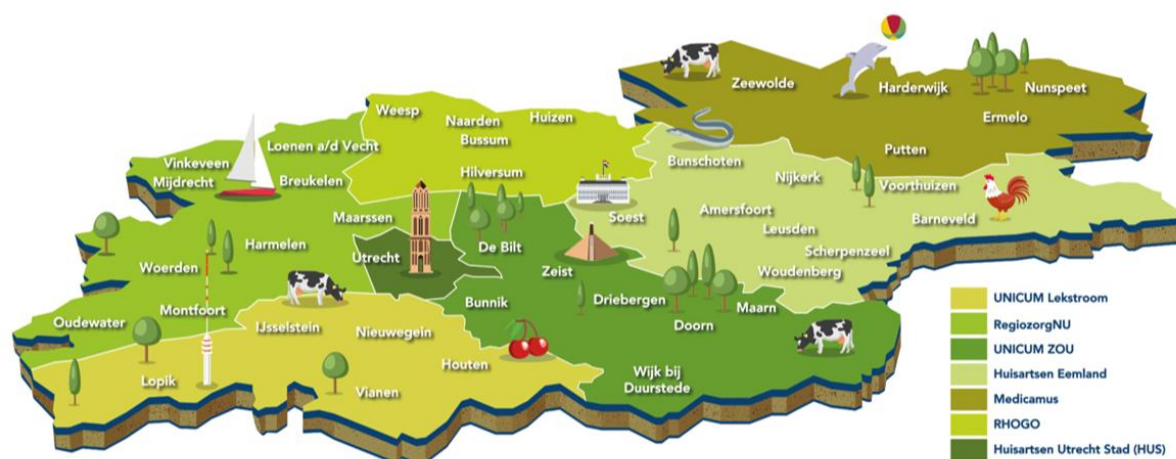 Zeewolde
Harderwijk
Nunspeet
Ermelo
Putten
Weesp
Naarden
Huizen
Bussum
Hilversum
Loenen a/d Vecht
Vinkeveen
Mijdrecht
Breukelen
Maarssen
Harmelen
Woerden
Montfoort
Oudewater
Utrecht
Bunschoten
Nijkerk
Voorthuizen
Barneveld
Soest
Amersfoort
Leusden
Scherpenzeel
Woudenberg
De Bilt
Zeist
Bunnik
Driebergen
Maarn
Doorn
Wijk bij
Duurstede
IJsselstein
Nieuwegein
Houten
Lopik
Vianen
UNICUM Lekstroom
RegiozorgNU
UNICUM ZOU
Huisartsen Eemland
Medicamus
RHOGO
Huisartsen Utrecht Stad (HUS)